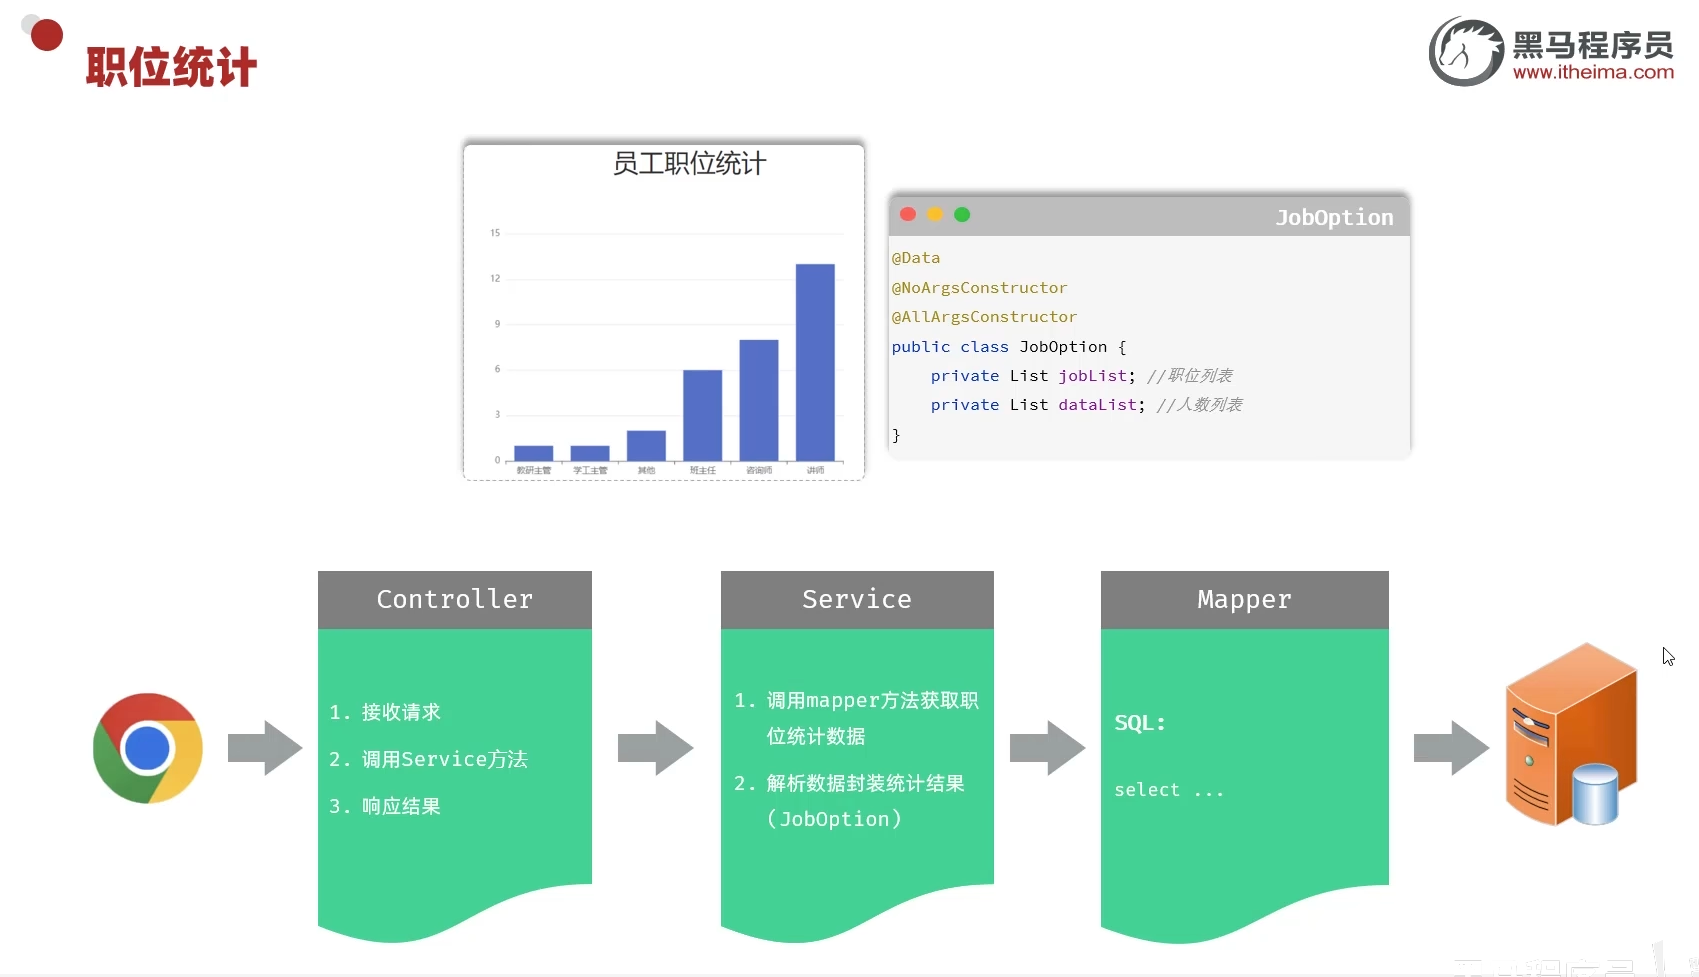 职位统计
黑马程序员
www.itheima.com
员工职位统计
15
12
9
6
3
0
教研主管 学工主管 其他 班主任 咨询师 讲师
JobOption
@Data
@NoArgsConstructor
@AllArgsConstructor
public class JobOption {
private List jobList; //职位列表
private List dataList; //人数列表
}
Controller
1. 接收请求
2. 调用Service方法
3. 响应结果
Service
1. 调用mapper方法获取职
位统计数据
2. 解析数据封装统计结果
(JobOption)
Mapper
SQL:
select ...